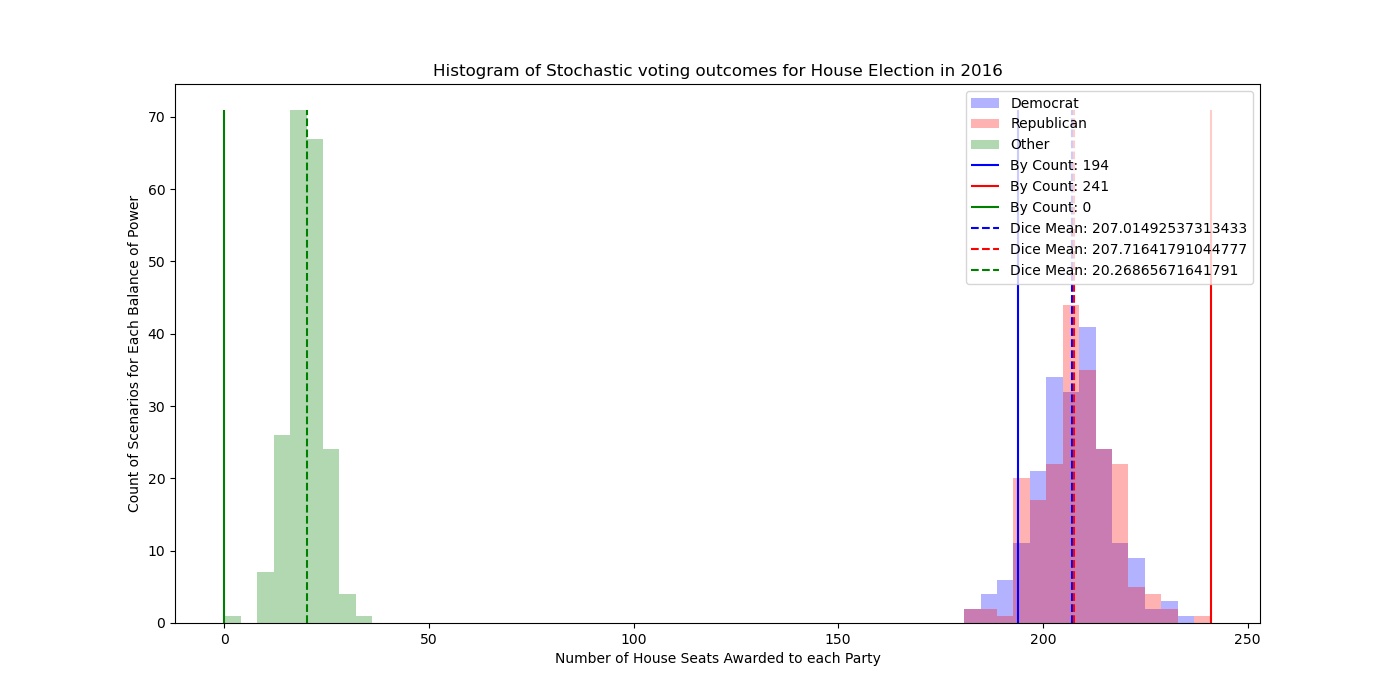 Histogram of Stochastic voting outcomes for House Election in 2016
Democrat
Republican
Other
By Count: 194
By Count: 241
By Count: 0
Dice Mean: 207.01492537313433
Dice Mean: 207.71641791044777
Dice Mean: 20.26865671641791
Count of Scenarios for Each Balance of Power
70
60
50
40
30
20
10
0
0 50 100 150 200 250
Number of House Seats Awarded to each Party